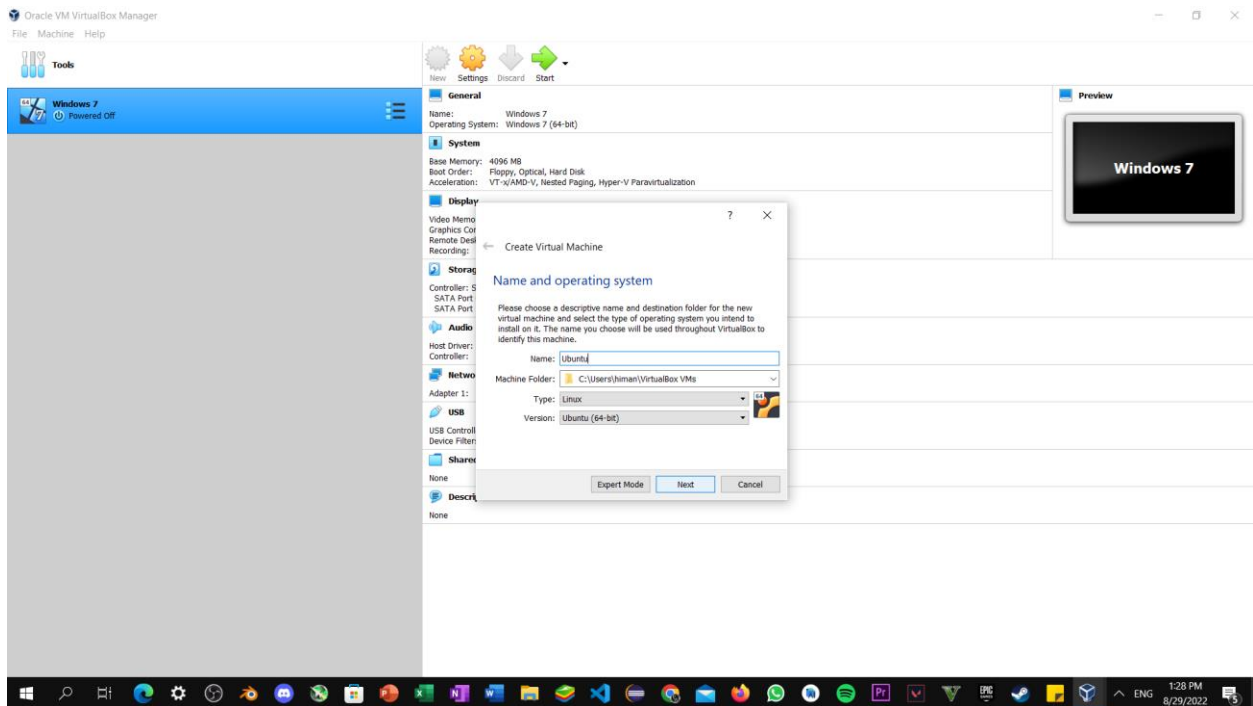 Oracle VM VirtualBox Manager
File Machine Help
Tools
New Settings Discard Start
Windows 7
Powered Off
General
Name: Windows 7
Operating System: Windows 7 (64-bit)
System
Base Memory: 4096 MB
Boot Order: Floppy, Optical, Hard Disk
Acceleration: VT-x/AMD-V, Nested Paging, Hyper-V Paravirtualization
Display
Video Memo
Graphics Cor
Remote Desk
Recording:
Storag
Controller: S
SATA Port
SATA Port
Audio
Host Driver:
Controller:
Netwo
Adapter 1:
USB
USB Controll
Device Filter
Shared
None
Descrip
None
Preview
Windows 7
?
Create Virtual Machine
Name and operating system
Please choose a descriptive name and destination folder for the new
virtual machine and select the type of operating system you intend to
install on it. The name you choose will be used throughout VirtualBox to
identify this machine.
Name: Ubuntu
Machine Folder: C:\Users\himan\VirtualBox VMs
Type: Linux
64
Version: Ubuntu (64-bit)
Expert Mode Next Cancel
ENG
1:28 PM
8/29/2022